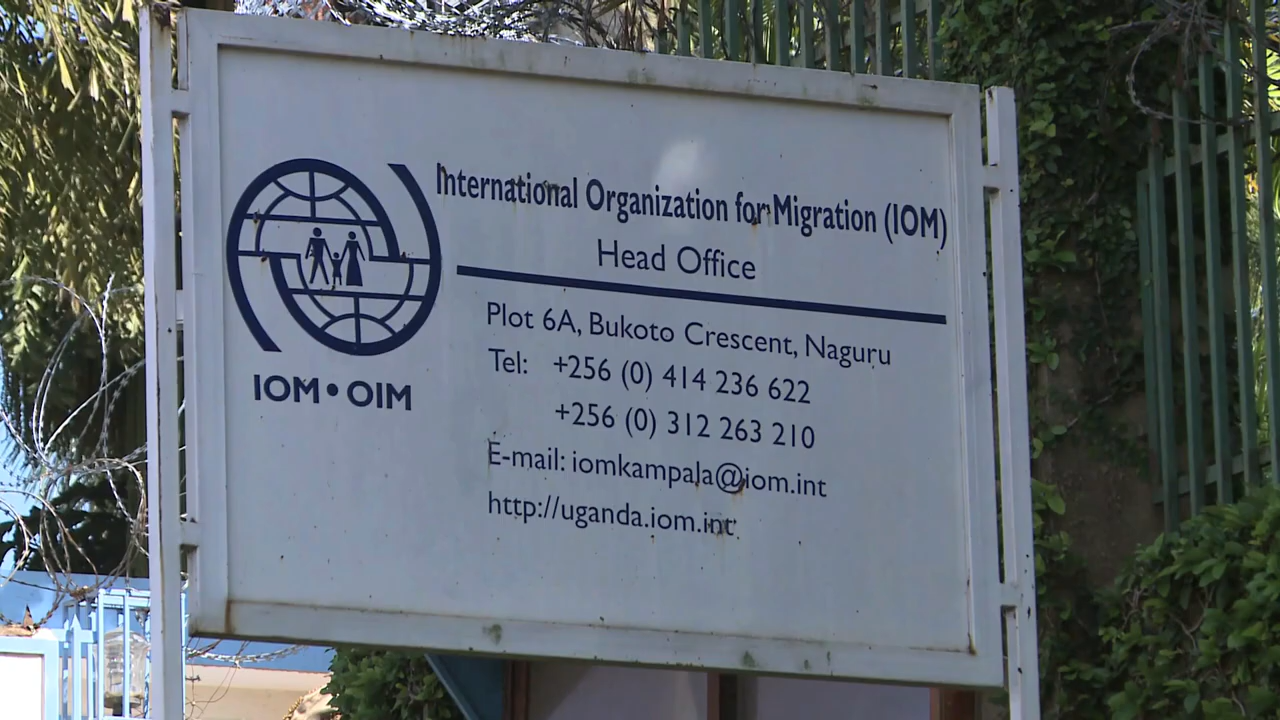 International Organization for Migration (IOM)
Head Office
IOM • OIM
Plot 6A, Bukoto Crescent, Naguru
Tel: +256 (0) 414 236 622
+256 (0) 312 263 210
E-mail: iomkampala@iom.int
http://uganda.iom.int